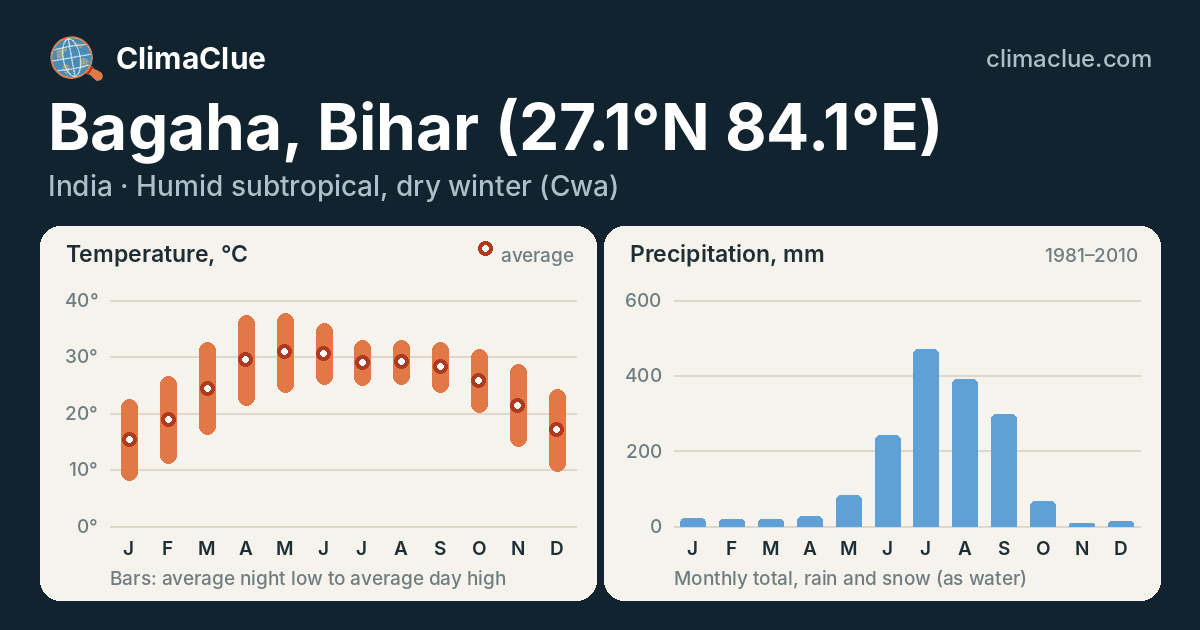 ClimaClue
climaclue.com
Bagaha, Bihar (27.1°N 84.1°E)
India · Humid subtropical, dry winter (Cwa)
Temperature, °C
average
40°
30°
20°
10°
0°
J F M A M J J A S O N D
Bars: average night low to average day high
Precipitation, mm
1981–2010
600
400
200
0
J F M A M J J A S O N D
Monthly total, rain and snow (as water)